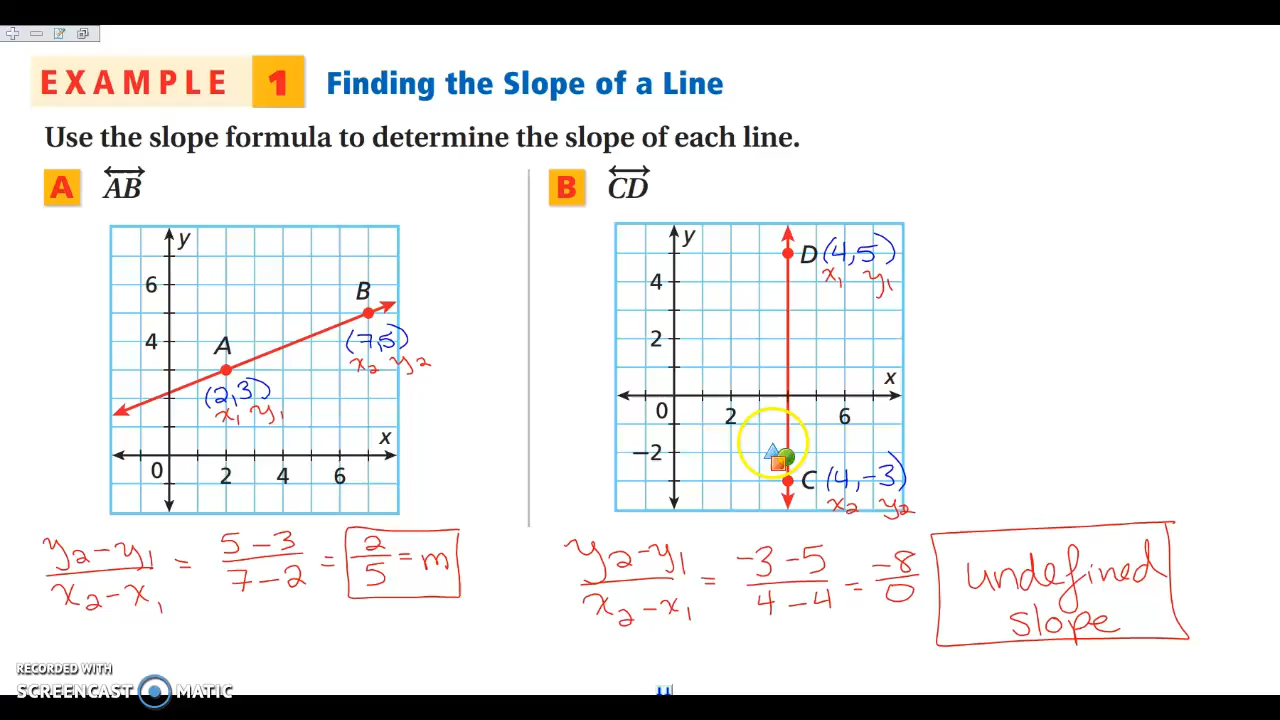 EXAMPLE 1 Finding the Slope of a Line
Use the slope formula to determine the slope of each line.
A AB
y
6
B
4
A
(7,5)
x2 y2
(2,3)
x1 y1
x
0 2 4 6
y2-y1/x2-x1 = 5-3/7-2 = 2/5 = m
B CD
y
D (4,5)
x1 y1
4
2
x
0 2 6
-2
C (4,-3)
x2 y2
y2-y1/x2-x1 = -3-5/4-4 = -8/0
undefined
slope
RECORDED WITH
SCREENCAST MATIC